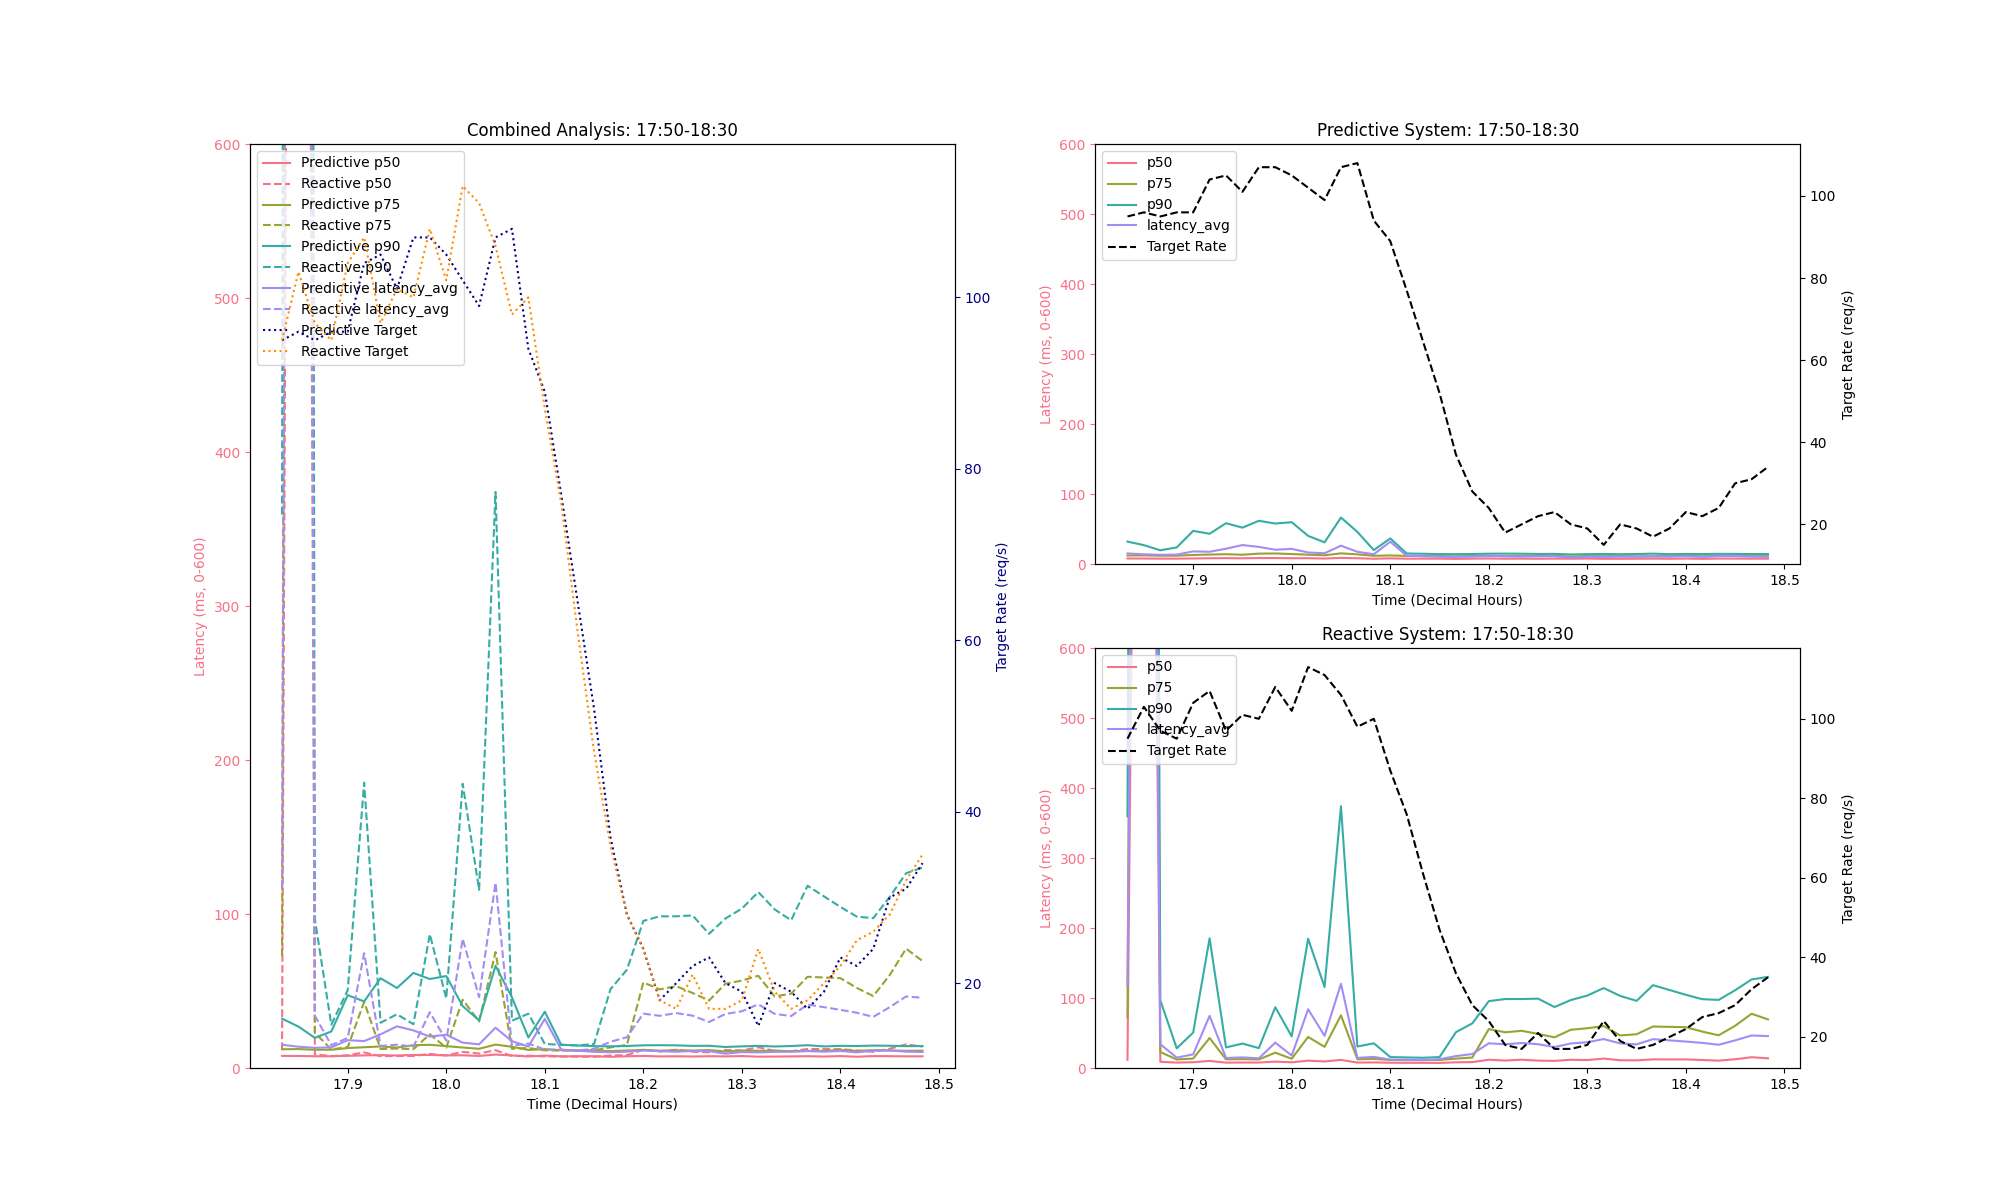 Combined Analysis: 17:50-18:30
600
500
400
300
200
100
0
Latency (ms, 0-600)
Predictive p50
Reactive p50
Predictive p75
Reactive p75
Predictive p90
Reactive p90
Predictive latency_avg
Reactive latency_avg
Predictive Target
Reactive Target
100
80
60
40
20
Target Rate (req/s)
17.9 18.0 18.1 18.2 18.3 18.4 18.5
Time (Decimal Hours)
Predictive System: 17:50-18:30
600
500
400
300
200
100
0
Latency (ms, 0-600)
p50
p75
p90
latency_avg
Target Rate
100
80
60
40
20
Target Rate (req/s)
17.9 18.0 18.1 18.2 18.3 18.4 18.5
Time (Decimal Hours)
Reactive System: 17:50-18:30
600
500
400
300
200
100
0
Latency (ms, 0-600)
p50
p75
p90
latency_avg
Target Rate
100
80
60
40
20
Target Rate (req/s)
17.9 18.0 18.1 18.2 18.3 18.4 18.5
Time (Decimal Hours)